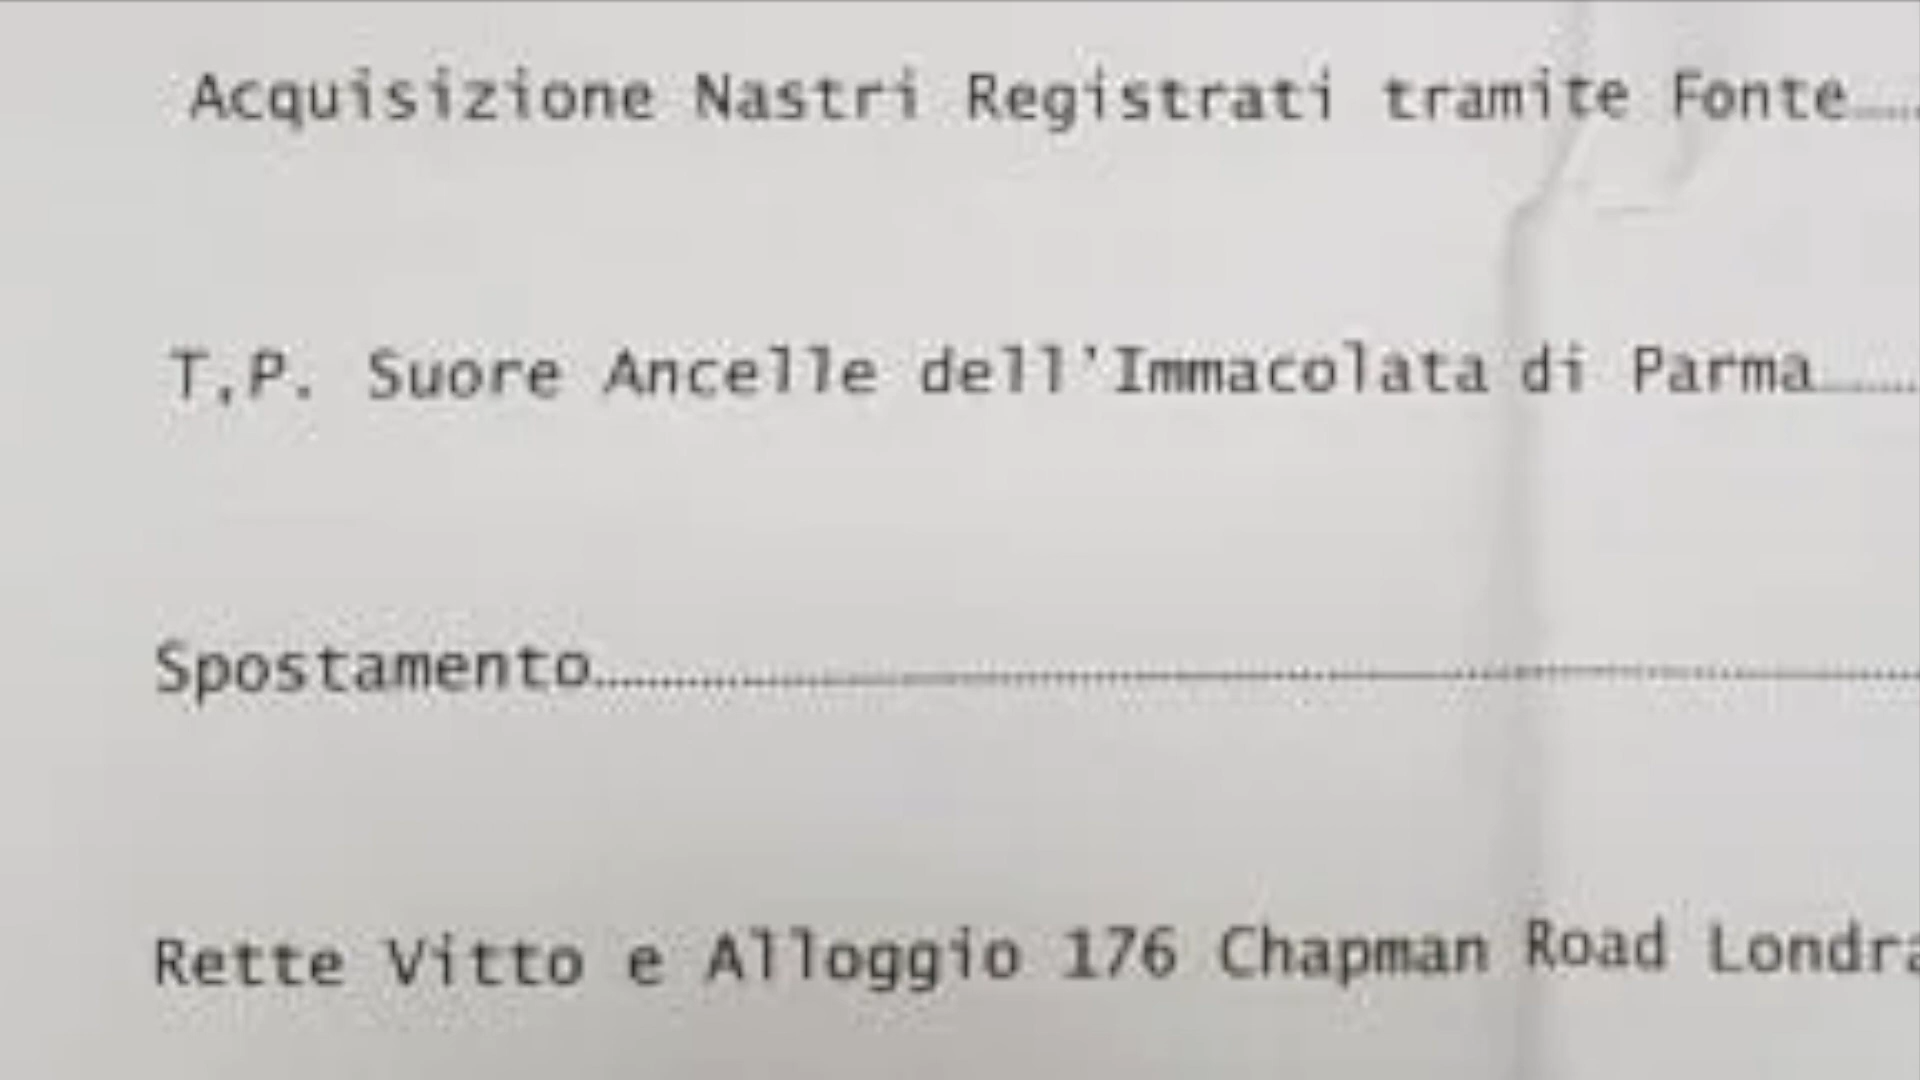 Acquisizione Nastri Registrati tramite Fonte......
T,P. Suore Ancelle dell'Immacolata di Parma.......
Spostamento................................................
Rette Vitto e Alloggio 176 Chapman Road Londra